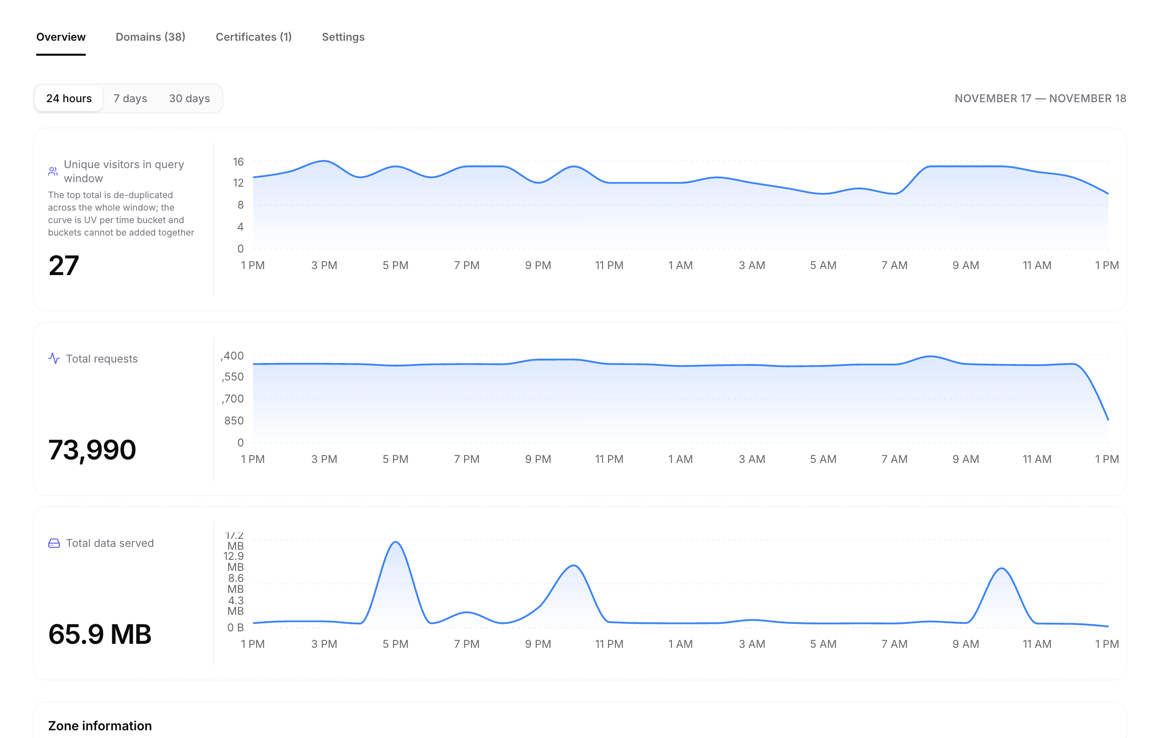 Overview Domains (38) Certificates (1) Settings
24 hours 7 days 30 days NOVEMBER 17 — NOVEMBER 18
Unique visitors in query
window
The top total is de-duplicated
across the whole window; the
curve is UV per time bucket and
buckets cannot be added together
27
16
12
8
4
0
1 PM 3 PM 5 PM 7 PM 9 PM 11 PM 1 AM 3 AM 5 AM 7 AM 9 AM 11 AM 1 PM
Total requests
73,990
,400
,550
,700
850
0
1 PM 3 PM 5 PM 7 PM 9 PM 11 PM 1 AM 3 AM 5 AM 7 AM 9 AM 11 AM 1 PM
Total data served
65.9 MB
17.2
MB
12.9
MB
8.6
MB
4.3
MB
0 B
1 PM 3 PM 5 PM 7 PM 9 PM 11 PM 1 AM 3 AM 5 AM 7 AM 9 AM 11 AM 1 PM
Zone information